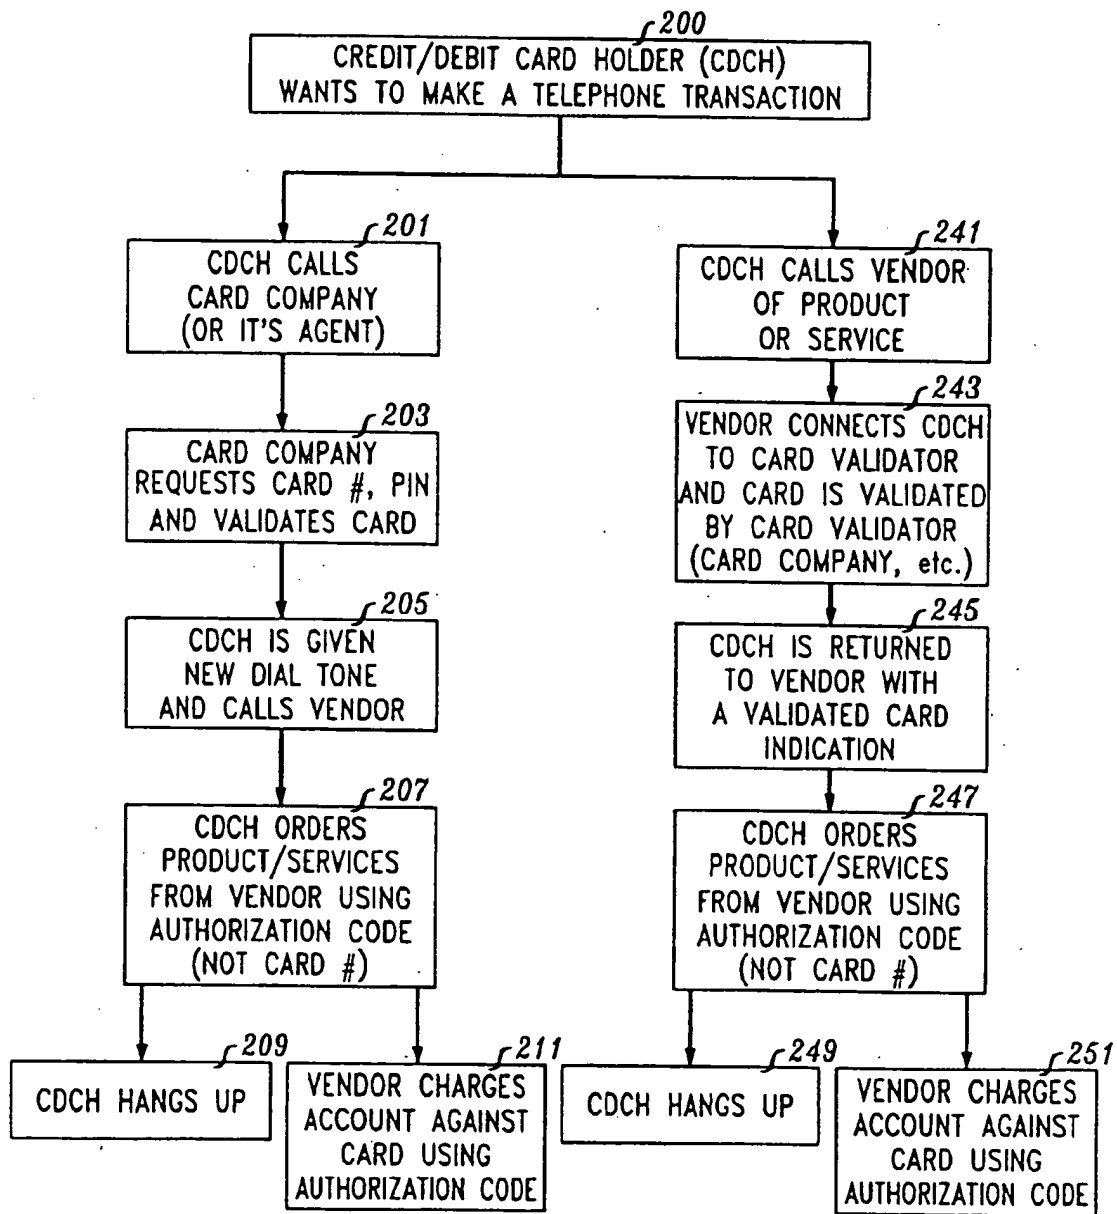 200
CREDIT/DEBIT CARD HOLDER (CDCH)
WANTS TO MAKE A TELEPHONE TRANSACTION
201
CDCH CALLS
CARD COMPANY
(OR IT'S AGENT)
203
CARD COMPANY
REQUESTS CARD #, PIN
AND VALIDATES CARD
205
CDCH IS GIVEN
NEW DIAL TONE
AND CALLS VENDOR
207
CDCH ORDERS
PRODUCT/SERVICES
FROM VENDOR USING
AUTHORIZATION CODE
(NOT CARD #)
209
CDCH HANGS UP
211
VENDOR CHARGES
ACCOUNT AGAINST
CARD USING
AUTHORIZATION CODE
241
CDCH CALLS VENDOR
OF PRODUCT
OR SERVICE
243
VENDOR CONNECTS CDCH
TO CARD VALIDATOR
AND CARD IS VALIDATED
BY CARD VALIDATOR
(CARD COMPANY, etc.)
245
CDCH IS RETURNED
TO VENDOR WITH
A VALIDATED CARD
INDICATION
247
CDCH ORDERS
PRODUCT/SERVICES
FROM VENDOR USING
AUTHORIZATION CODE
(NOT CARD #)
249
CDCH HANGS UP
251
VENDOR CHARGES
ACCOUNT AGAINST
CARD USING
AUTHORIZATION CODE